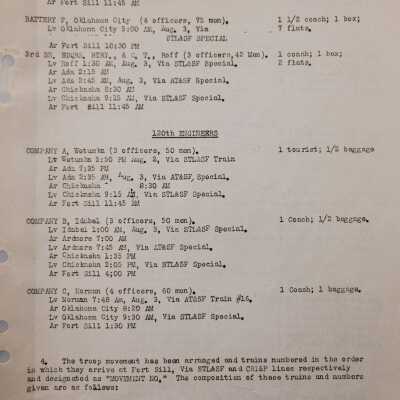 Ar Fort Sill 11:45 AM
BATTERY F, Oklahoma City (4 officers, 75 men). 1 1/2 coach; 1 box;
Lv Oklahoma City 9:00 AM, Aug. 3, Via 7 flats.
STLASF SPECIAL
Ar Fort Sill 10:30 PM
3rd BN, HDQRS, BTRY., & C. T., Roff (3 officers, 42 Men). 1 coach; 1 box;
Lv Roff 1:30 AM, Aug. 3, Via STLASF Special. 2 flats.
Ar Ada 2:15 AM
Lv Ada 2:45 AM, Aug. 3, Via AT&SF Special.
Ar Chickasha 8:30 AM
Lv Chickasha 9:15 AM, Via STLASF Special.
Ar Fort Sill 11:45 AM
120th ENGINEERS
COMPANY A, Wetumka (3 officers, 50 men). 1 tourist; 1/2 baggage
Lv Wetumka 5:50 PM Aug. 2, Via STLASF Train
Ar Ada 7:35 PM
Lv Ada 2:35 AM, Aug. 3, Via AT&SF Special.
Ar Chickasha 8:30 AM
Lv Chickasha 9:15 AM, Via STLASF Special.
Ar Fort Sill 11:45 AM
COMPANY B, Idabel (3 officers, 50 men). 1 Coach; 1/2 baggage.
Lv Idabel 1:00 AM, Aug. 3, Via STLASF Special.
Ar Ardmore 7:00 AM
Lv Ardmore 7:45 AM, Via AT&SF Special.
Ar Chickasha 1:35 PM
Lv Chickasha 2:05 PM, Via STLASF Special.
Ar Fort Sill 4:00 PM
COMPANY C, Norman (4 officers, 60 men). 1 Coach; 1 baggage.
Lv Norman 7:48 AM, Aug. 3, Via AT&SF Train #16.
Ar Oklahoma City 8:20 AM
Lv Oklahoma City 9:30 AM, Via STLASF Special.
Ar Fort Sill 1:30 PM
4. The troop movement has been arranged and trains numbered in the order
in which they arrive at Fort Sill, Via STLASF and CRI&P lines respectively
and designated as "MOVEMENT NO." The composition of these trains and numbers
given are as follows: